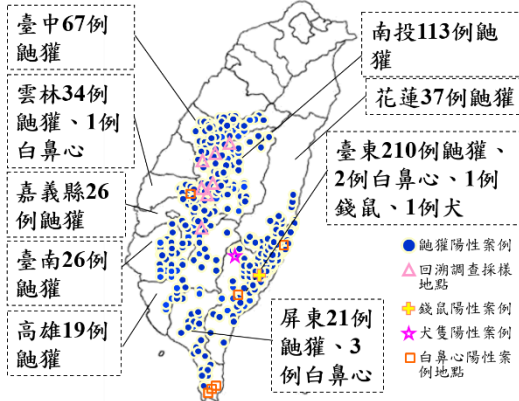 臺中67例
鼬獾
雲林34例
鼬獾、1例
白鼻心
嘉義縣26
例鼬獾
臺南26例
鼬獾
高雄19例
鼬獾
南投113例鼬
獾
花蓮37例鼬獾
臺東210例鼬獾、
2例白鼻心、1例
錢鼠、1例犬
屏東21例
鼬獾、3
例白鼻心
鼬獾陽性案例
回溯調查採樣
地點
錢鼠陽性案例
犬隻陽性案例
白鼻心陽性案
例地點